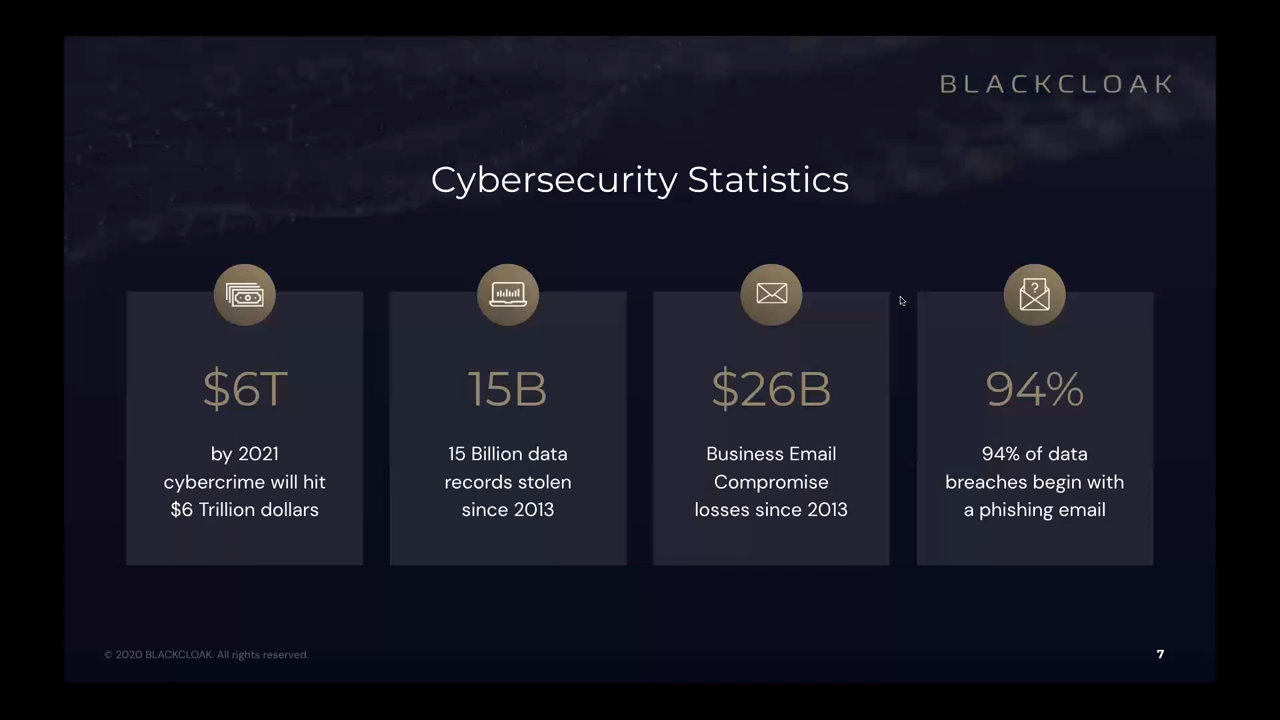 BLACKCLOAK
Cybersecurity Statistics
$6T
by 2021
cybercrime will hit
$6 Trillion dollars
15B
15 Billion data
records stolen
since 2013
$26B
Business Email
Compromise
losses since 2013
?
94%
94% of data
breaches begin with
a phishing email
© 2020 BLACKCLOAK. All rights reserved.
7